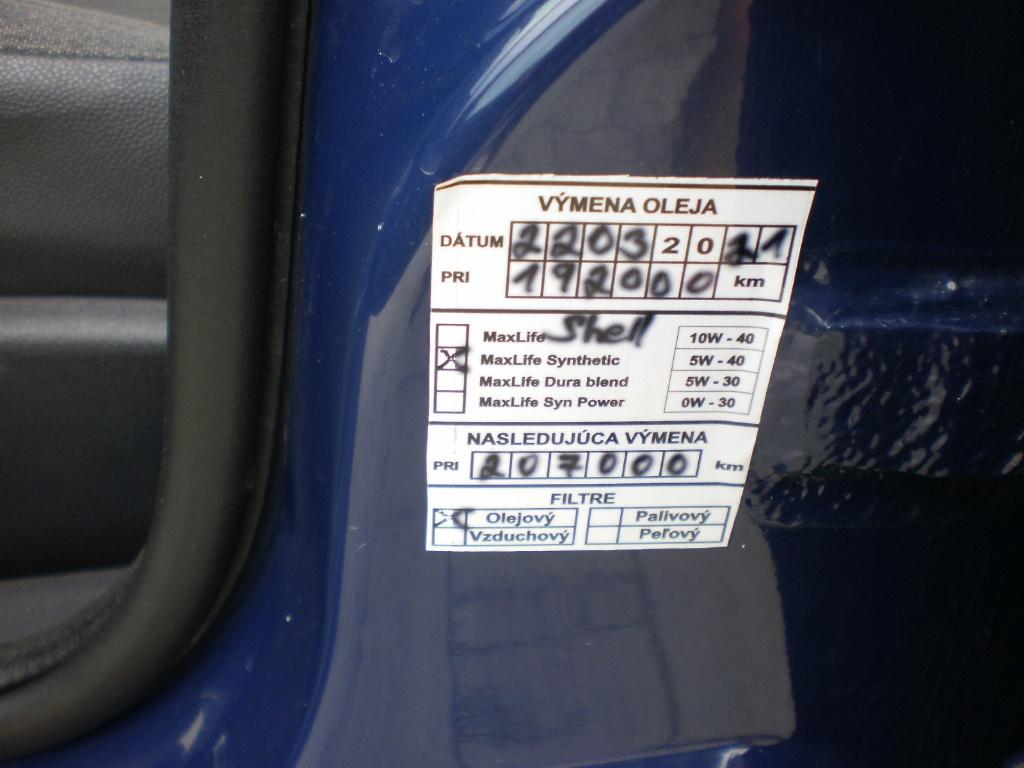 VÝMENA OLEJA
DÁTUM 22032021
PRI 192000 km
MaxLife Shell 10W - 40
MaxLife Synthetic 5W - 40
MaxLife Dura blend 5W - 30
MaxLife Syn Power 0W - 30
NASLEDUJÚCA VÝMENA
PRI 207000 km
FILTRE
Olejový Palivový
Vzduchový Peľový